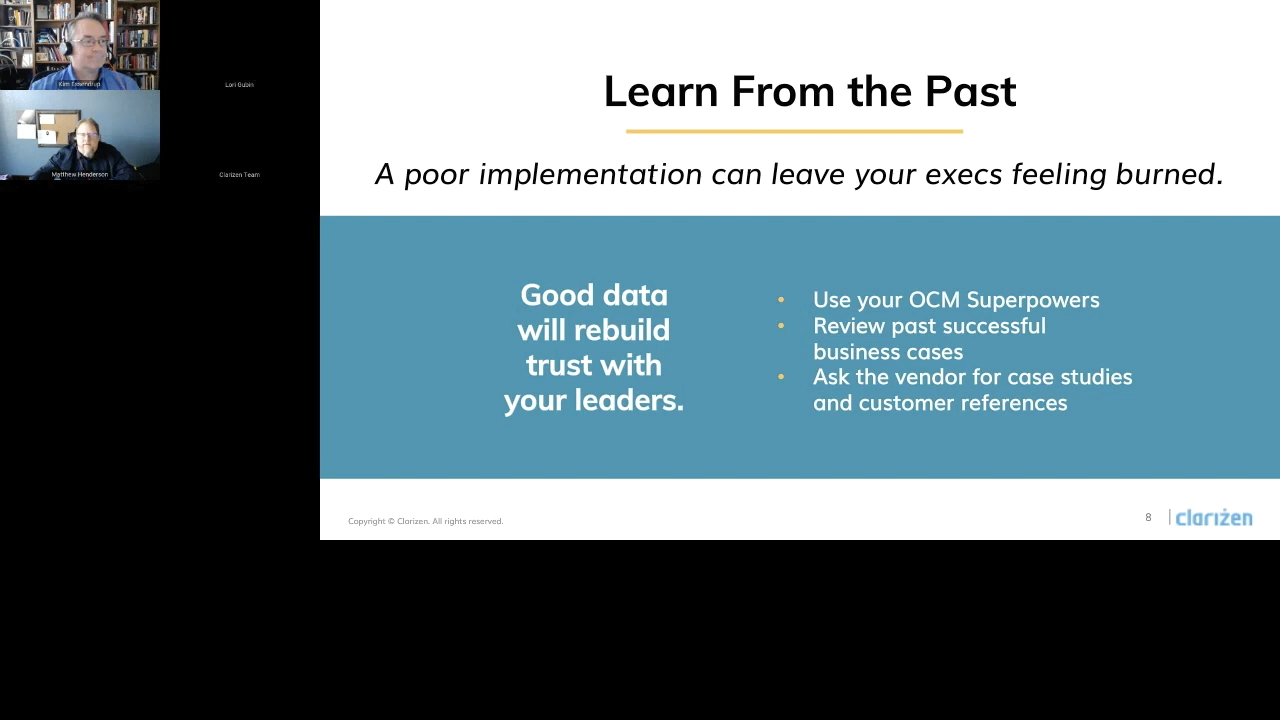 Kim Essendrup
Lori Gubin
Matthew Henderson
Clarizen Team
Learn From the Past
A poor implementation can leave your execs feeling burned.
Good data
will rebuild
trust with
your leaders.
• Use your OCM Superpowers
• Review past successful
business cases
• Ask the vendor for case studies
and customer references
Copyright © Clarizen. All rights reserved.
8
clarizen